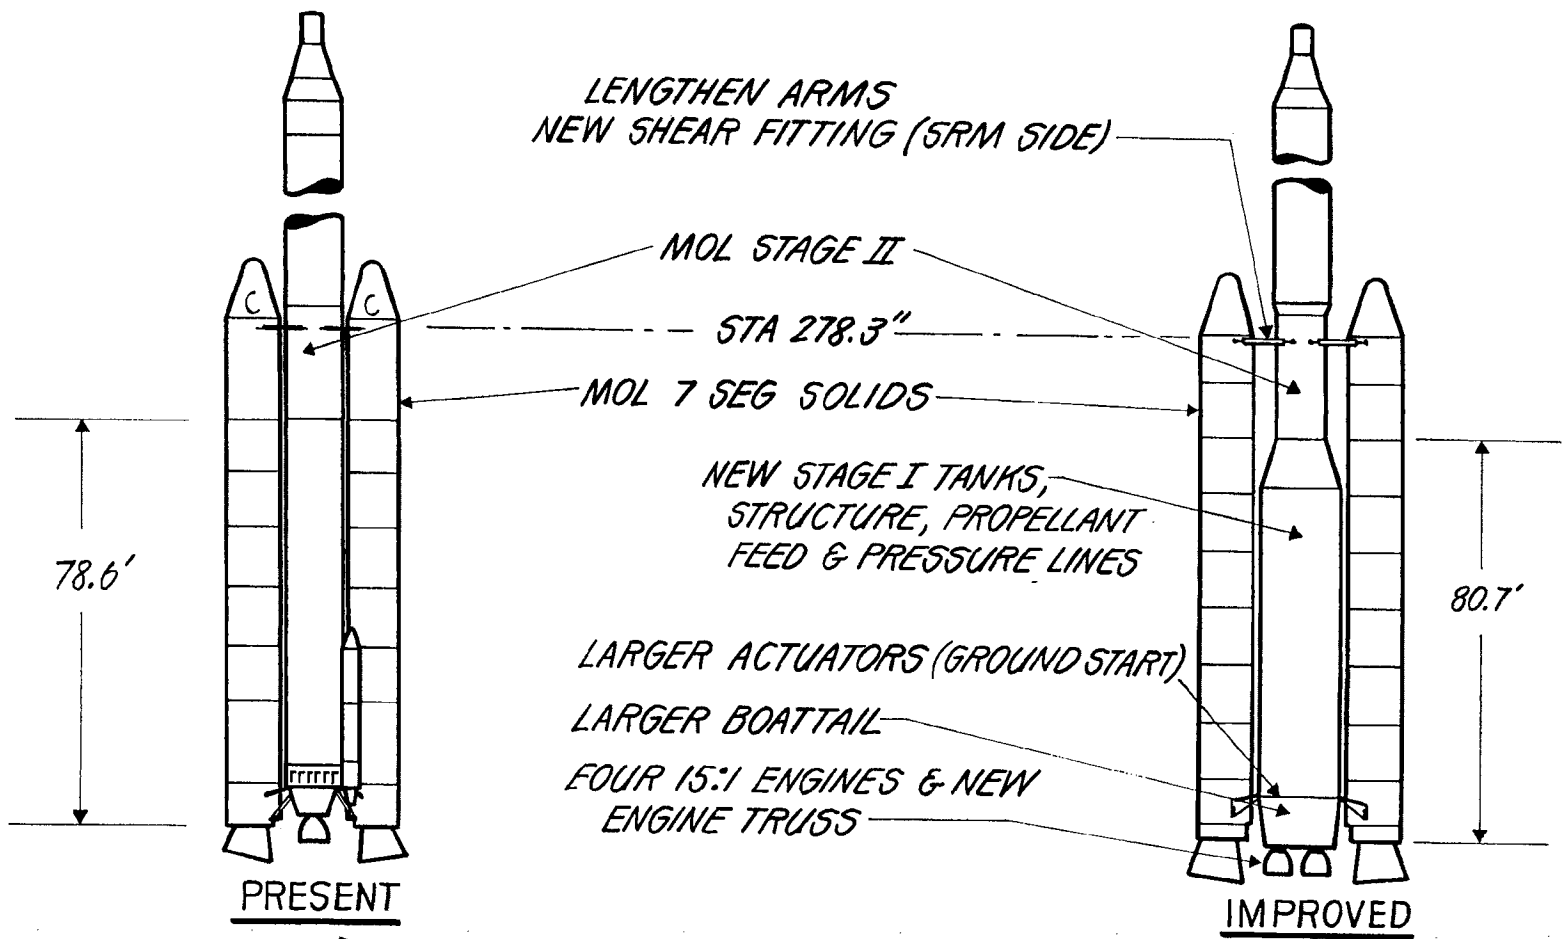 LENGTHEN ARMS
NEW SHEAR FITTING (SRM SIDE)
MOL STAGE II
C
C
STA 278.3"
MOL 7 SEG SOLIDS
NEW STAGE I TANKS,
STRUCTURE, PROPELLANT
FEED & PRESSURE LINES
78.6'
80.7'
LARGER ACTUATORS (GROUND START)
LARGER BOATTAIL
FOUR 15:1 ENGINES & NEW
ENGINE TRUSS
PRESENT
IMPROVED